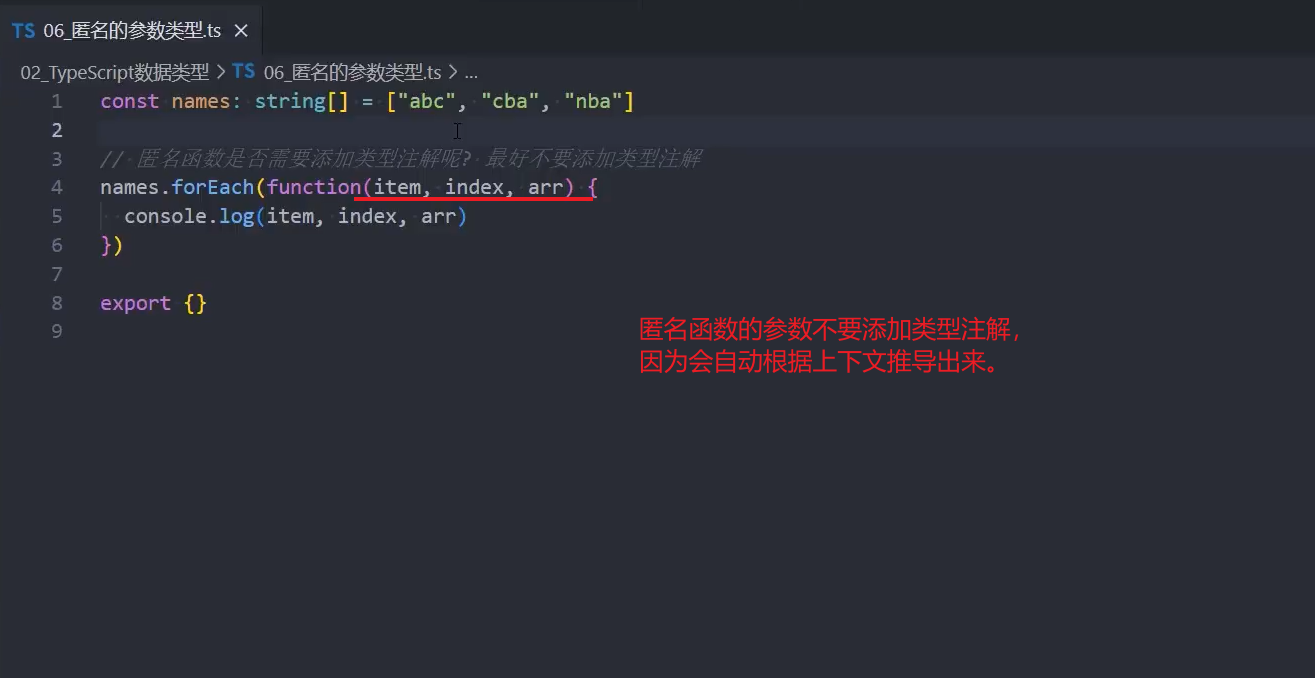 TS 06_匿名的参数类型.ts ×
02_TypeScript数据类型 > TS 06_匿名的参数类型.ts > ...
1 const names: string[] = ["abc", "cba", "nba"]
2
3 // 匿名函数是否需要添加类型注解呢? 最好不要添加类型注解
4 names.forEach(function(item, index, arr) {
5 console.log(item, index, arr)
6 })
7
8 export {}
9
匿名函数的参数不要添加类型注解，
因为会自动根据上下文推导出来。